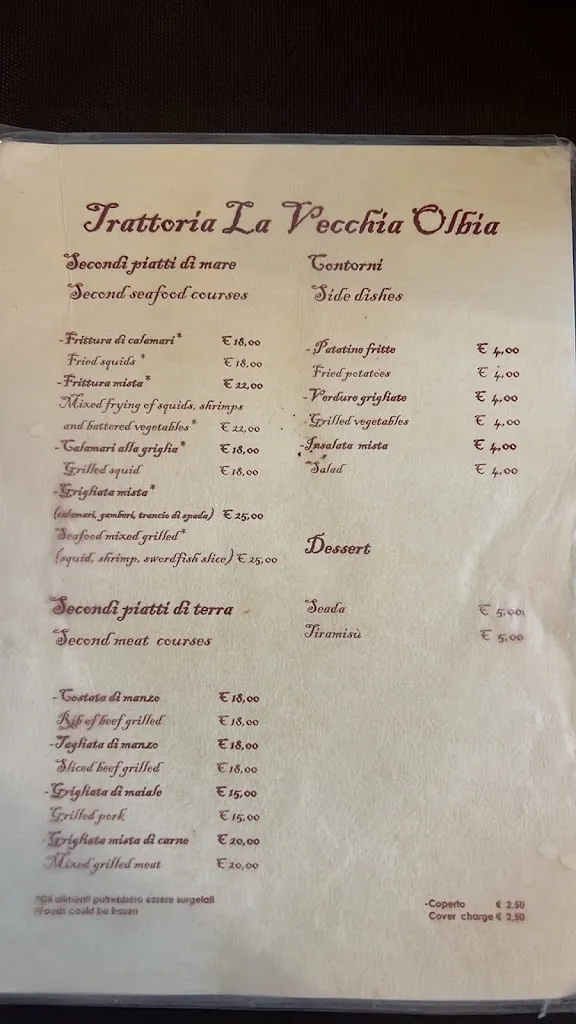 Trattoria La Vecchia Olbia
Secondi piatti di mare
Second seafood courses
-Frittura di calamari* € 18,00
Fried squids * € 18,00
-Frittura mista* € 22,00
Mixed frying of squids, shrimps
and battered vegetables* € 22,00
-Calamari alla griglia* € 18,00
Grilled squid € 18,00
-Grigliata mista*
(calamari, gamberi, trancio di spada) € 25,00
Seafood mixed grilled*
(squid, shrimp, swordfish slice) € 25,00
Secondi piatti di terra
Second meat courses
-Costata di manzo € 18,00
Rib of beef grilled € 18,00
-Tagliata di manzo € 18,00
Sliced beef grilled € 18,00
-Grigliata di maiale € 15,00
Grilled pork € 15,00
-Grigliata mista di carne € 20,00
Mixed grilled meat € 20,00
*Gli alimenti potrebbero essere surgelati
Foods could be frozen
Contorni
Side dishes
-Patatine fritte € 4,00
Fried potatoes € 4,00
-Verdure grigliate € 4,00
-Grilled vegetables € 4,00
-Insalata mista € 4,00
Salad € 4,00
Dessert
Seada € 5,00
Tiramisù € 5,00
-Coperto € 2,50
Cover charge € 2,50